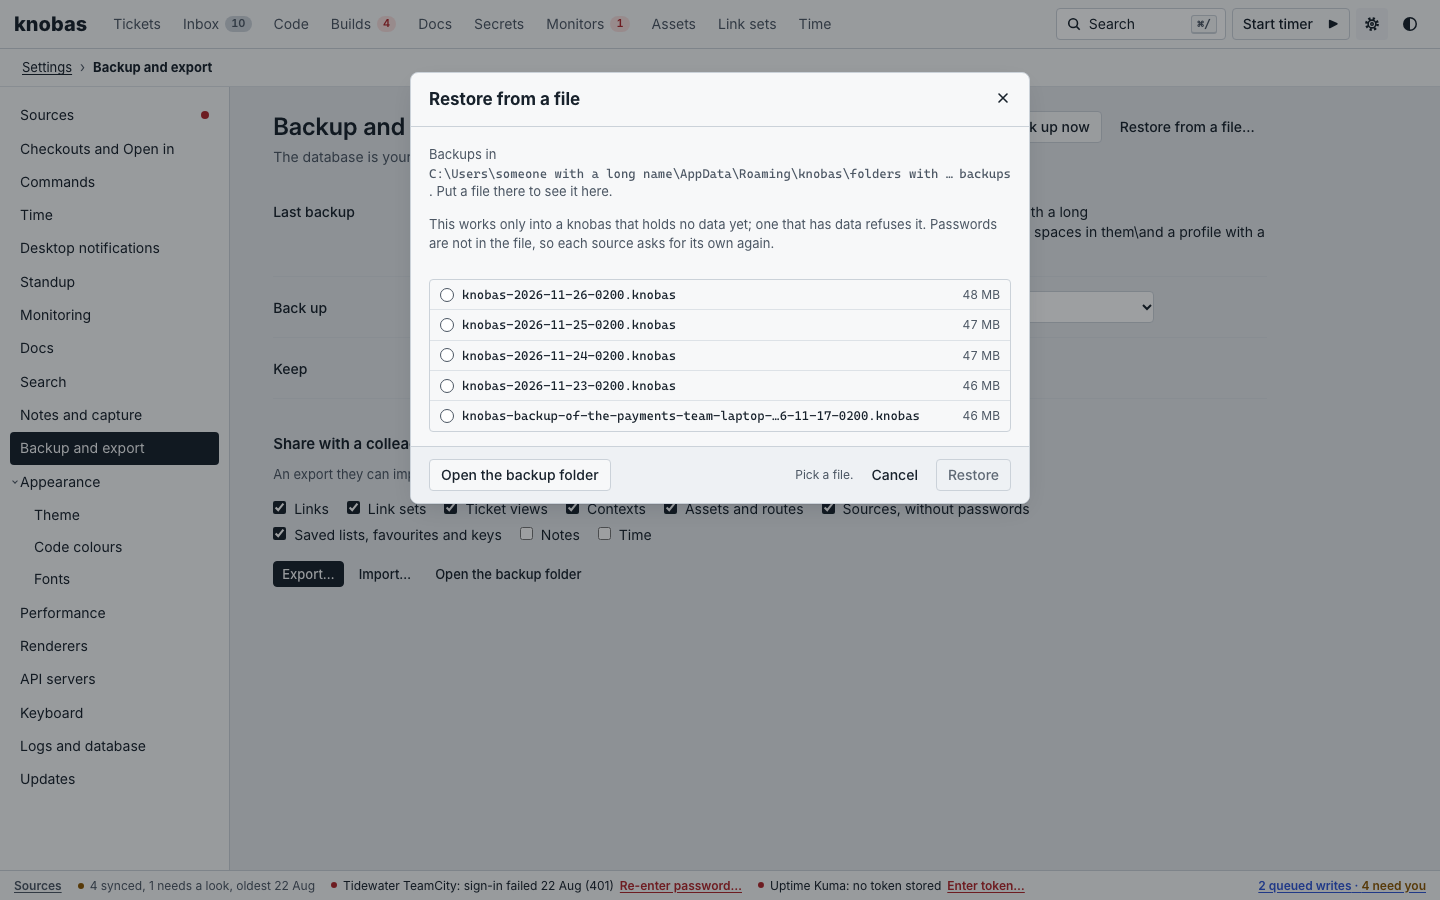 knobas
Tickets
Inbox 10
Code
Builds 4
Docs
Secrets
Monitors 1
Assets
Link sets
Time
Search ⌘/
Start timer
Settings › Backup and export
Sources
Checkouts and Open in
Commands
Time
Desktop notifications
Standup
Monitoring
Docs
Search
Notes and capture
Backup and export
Appearance
Theme
Code colours
Fonts
Performance
Renderers
API servers
Keyboard
Logs and database
Updates
Backup and
k up now
Restore from a file...
The database is your
Last backup
th a long
spaces in them\and a profile with a
Back up
Keep
Share with a collea
An export they can im
Links
Link sets
Ticket views
Contexts
Assets and routes
Sources, without passwords
Saved lists, favourites and keys
Notes
Time
Export...
Import...
Open the backup folder
Restore from a file
Backups in
C:\Users\someone with a long name\AppData\Roaming\knobas\folders with … backups
. Put a file there to see it here.
This works only into a knobas that holds no data yet; one that has data refuses it. Passwords
are not in the file, so each source asks for its own again.
knobas-2026-11-26-0200.knobas 48 MB
knobas-2026-11-25-0200.knobas 47 MB
knobas-2026-11-24-0200.knobas 47 MB
knobas-2026-11-23-0200.knobas 46 MB
knobas-backup-of-the-payments-team-laptop-…6-11-17-0200.knobas 46 MB
Open the backup folder
Pick a file.
Cancel
Restore
Sources
4 synced, 1 needs a look, oldest 22 Aug
Tidewater TeamCity: sign-in failed 22 Aug (401) Re-enter password...
Uptime Kuma: no token stored Enter token...
2 queued writes · 4 need you